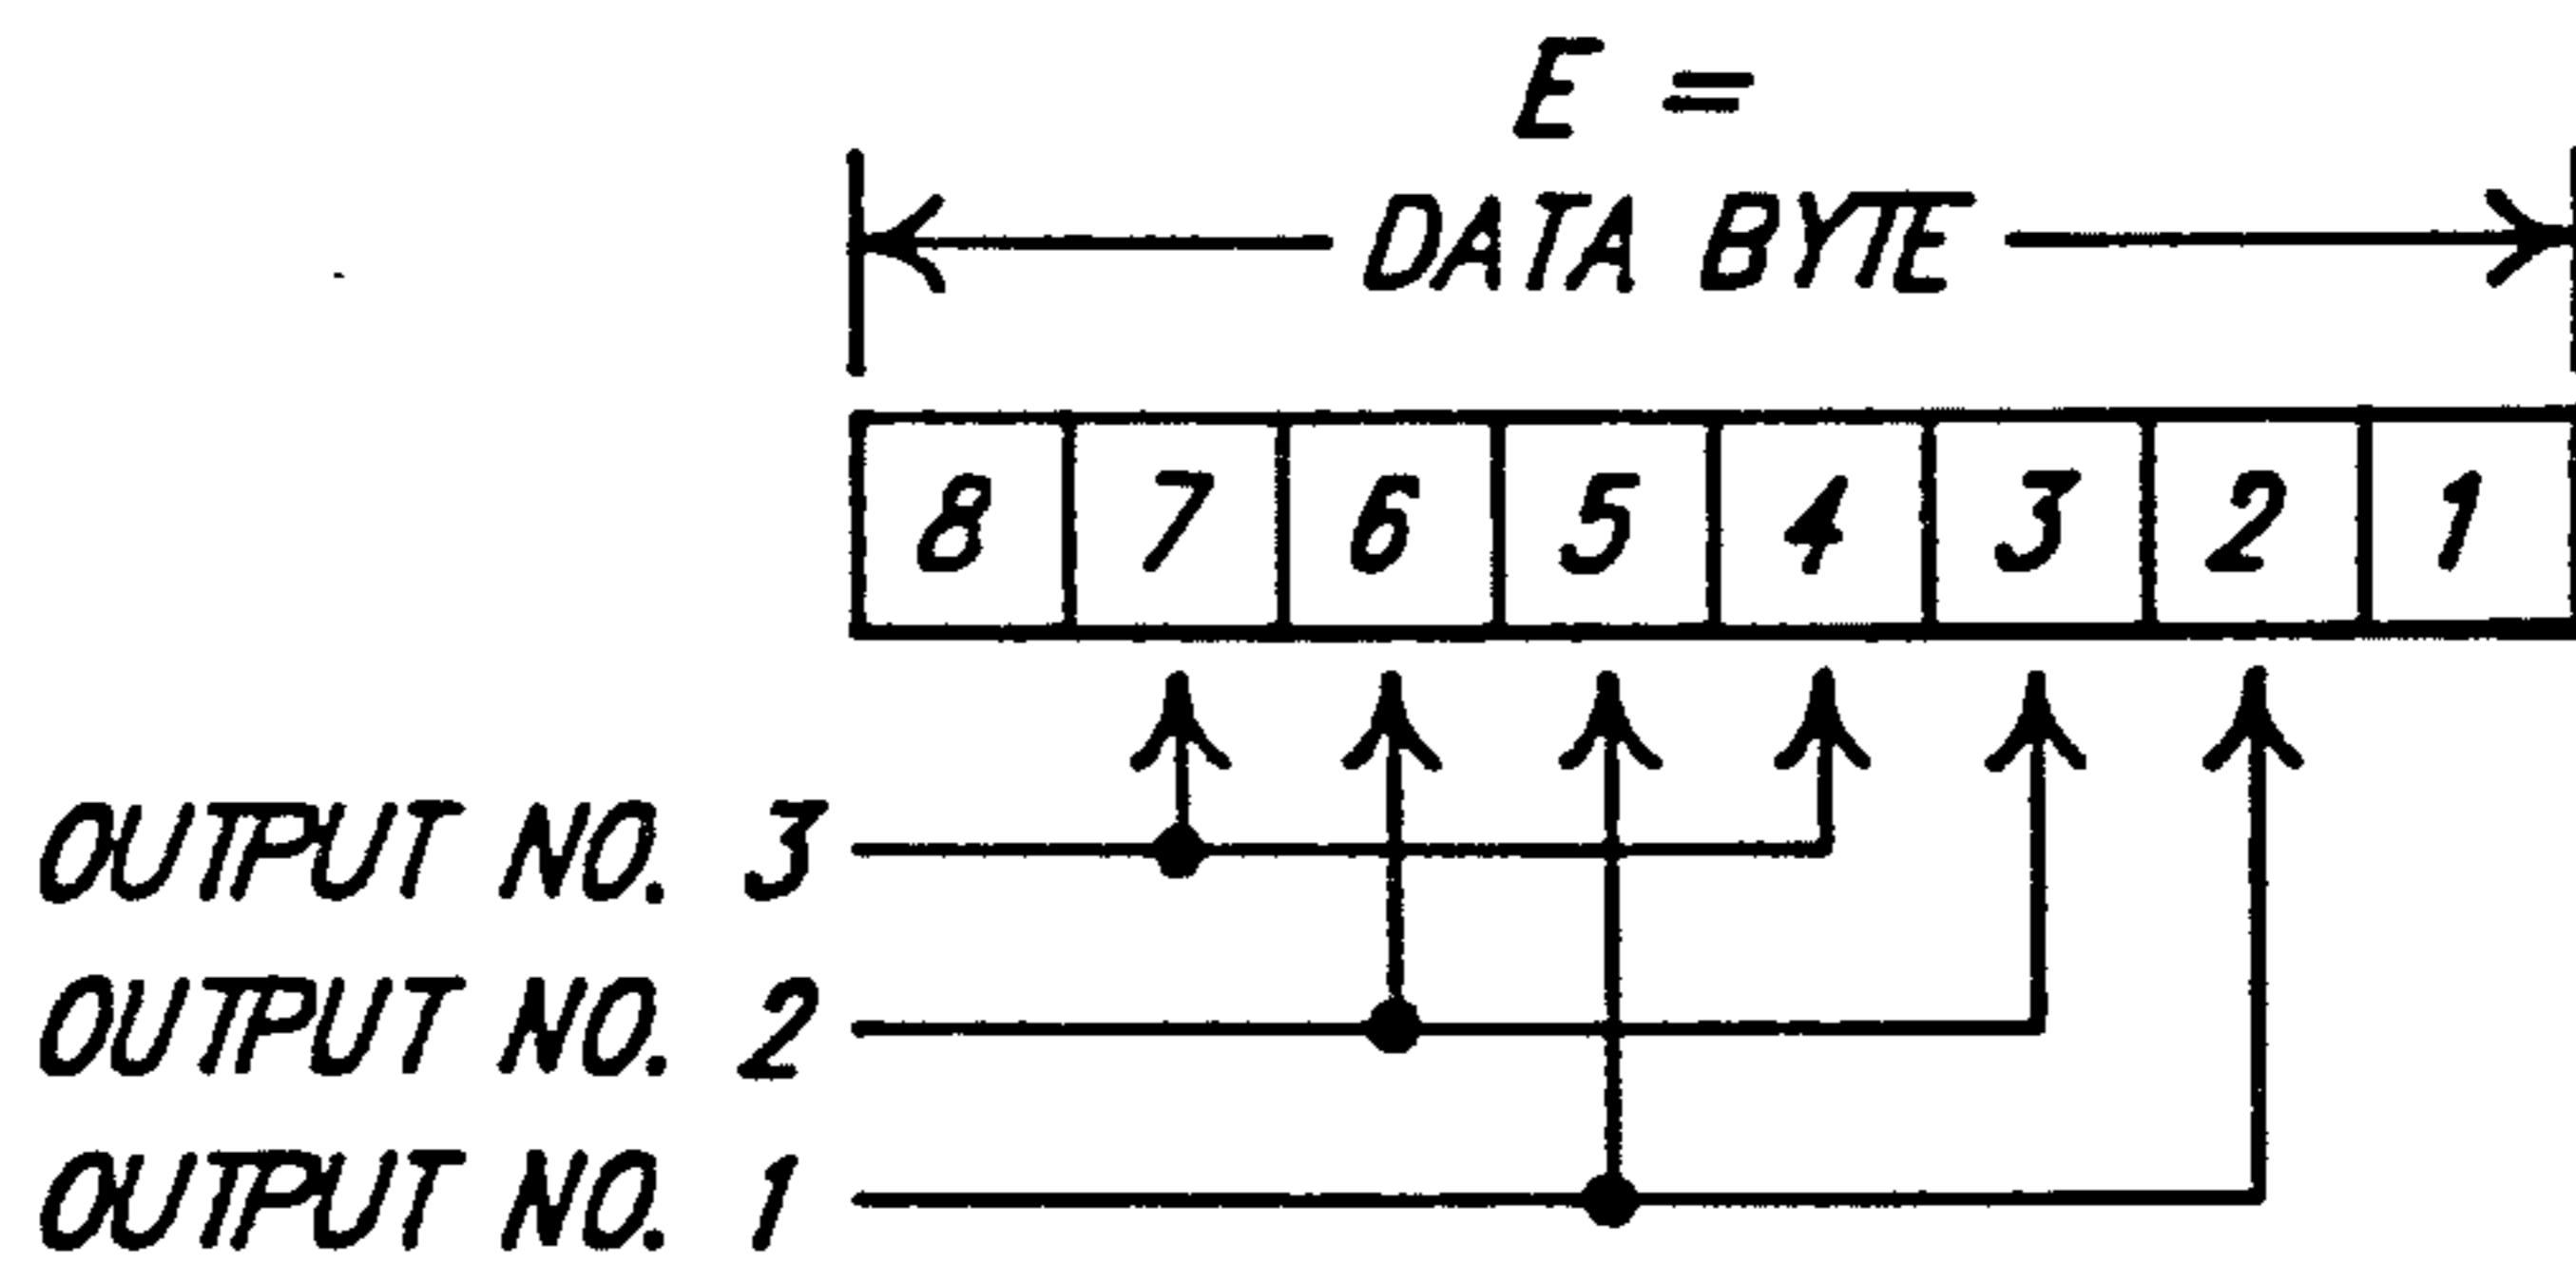 E =
DATA BYTE
8 7 6 5 4 3 2 1
OUTPUT NO. 3
OUTPUT NO. 2
OUTPUT NO. 1